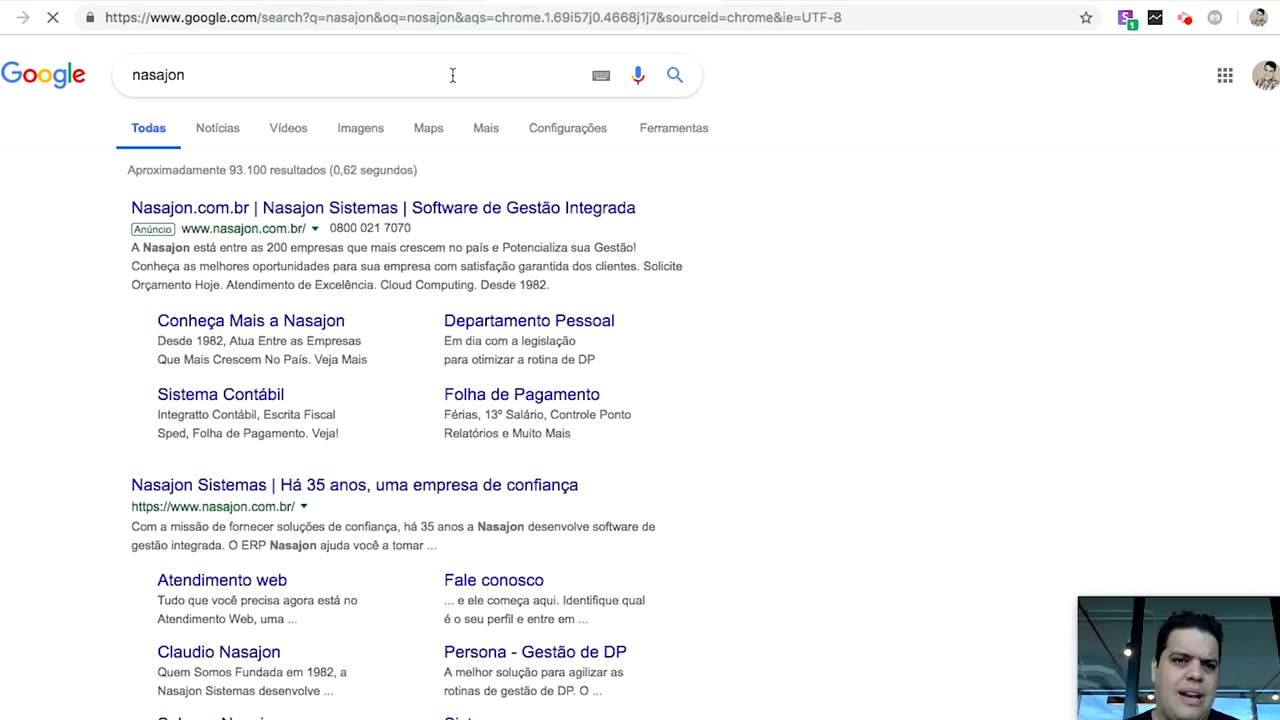 https://www.google.com/search?q=nasajon&oq=nosajon&aqs=chrome.1.69i57j0.4668j1j7&sourceid=chrome&ie=UTF-8
S
1
Google
nasajon
Todas Notícias Vídeos Imagens Maps Mais Configurações Ferramentas
Aproximadamente 93.100 resultados (0,62 segundos)
Nasajon.com.br | Nasajon Sistemas | Software de Gestão Integrada
Anúncio www.nasajon.com.br/ 0800 021 7070
A Nasajon está entre as 200 empresas que mais crescem no país e Potencializa sua Gestão!
Conheça as melhores oportunidades para sua empresa com satisfação garantida dos clientes. Solicite
Orçamento Hoje. Atendimento de Excelência. Cloud Computing. Desde 1982.
Conheça Mais a Nasajon
Desde 1982, Atua Entre as Empresas
Que Mais Crescem No País. Veja Mais
Departamento Pessoal
Em dia com a legislação
para otimizar a rotina de DP
Sistema Contábil
Integratto Contábil, Escrita Fiscal
Sped, Folha de Pagamento. Veja!
Folha de Pagamento
Férias, 13º Salário, Controle Ponto
Relatórios e Muito Mais
Nasajon Sistemas | Há 35 anos, uma empresa de confiança
https://www.nasajon.com.br/
Com a missão de fornecer soluções de confiança, há 35 anos a Nasajon desenvolve software de
gestão integrada. O ERP Nasajon ajuda você a tomar ...
Atendimento web
Tudo que você precisa agora está no
Atendimento Web, uma ...
Fale conosco
... e ele começa aqui. Identifique qual
é o seu perfil e entre em ...
Claudio Nasajon
Quem Somos Fundada em 1982, a
Nasajon Sistemas desenvolve ...
Persona - Gestão de DP
A melhor solução para agilizar as
rotinas de gestão de DP. O ...